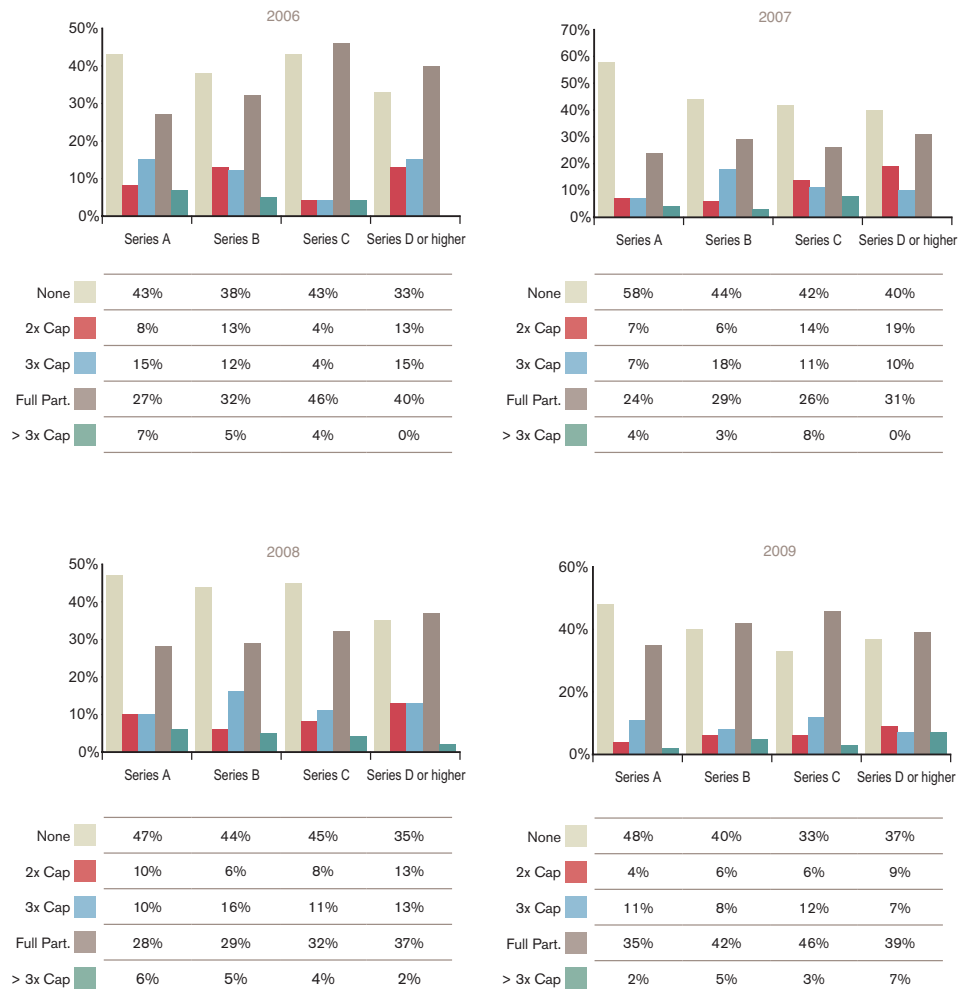 2006
50%
40%
30%
20%
10%
0%
Series A Series B Series C Series D or higher
None 43% 38% 43% 33%
2x Cap 8% 13% 4% 13%
3x Cap 15% 12% 4% 15%
Full Part. 27% 32% 46% 40%
> 3x Cap 7% 5% 4% 0%
2007
70%
60%
50%
40%
30%
20%
10%
0%
Series A Series B Series C Series D or higher
None 58% 44% 42% 40%
2x Cap 7% 6% 14% 19%
3x Cap 7% 18% 11% 10%
Full Part. 24% 29% 26% 31%
> 3x Cap 4% 3% 8% 0%
2008
50%
40%
30%
20%
10%
0%
Series A Series B Series C Series D or higher
None 47% 44% 45% 35%
2x Cap 10% 6% 8% 13%
3x Cap 10% 16% 11% 13%
Full Part. 28% 29% 32% 37%
> 3x Cap 6% 5% 4% 2%
2009
60%
40%
20%
0%
Series A Series B Series C Series D or higher
None 48% 40% 33% 37%
2x Cap 4% 6% 6% 9%
3x Cap 11% 8% 12% 7%
Full Part. 35% 42% 46% 39%
> 3x Cap 2% 5% 3% 7%